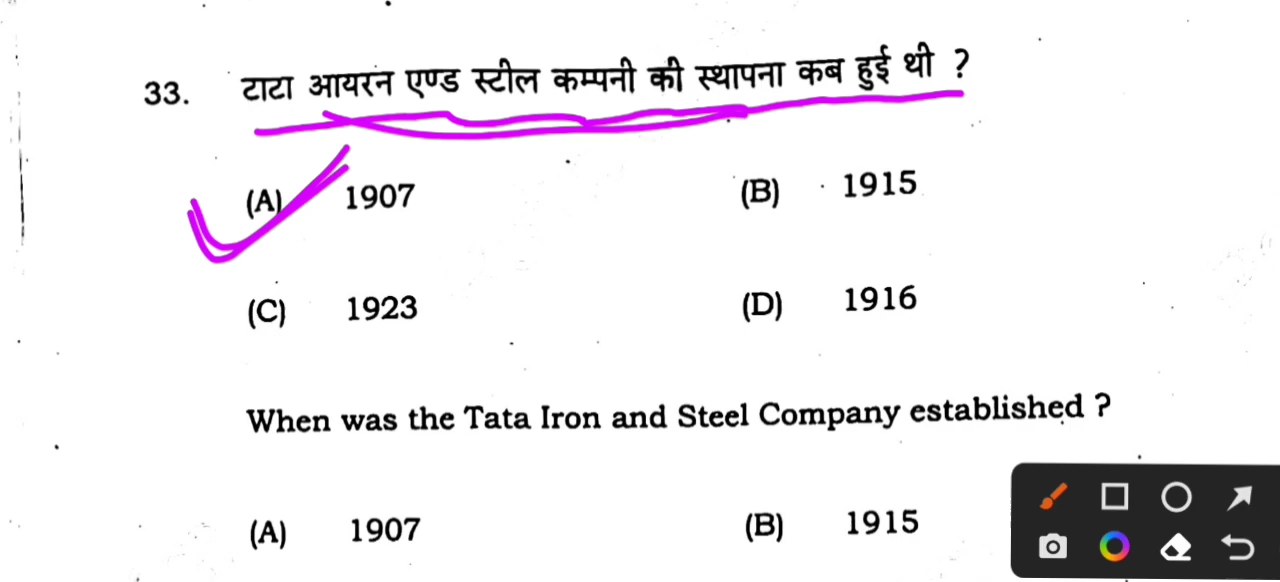 33. टाटा आयरन एण्ड स्टील कम्पनी की स्थापना कब हुई थी ?
(A) 1907 (B) 1915
(C) 1923 (D) 1916
When was the Tata Iron and Steel Company established ?
(A) 1907 (B) 1915